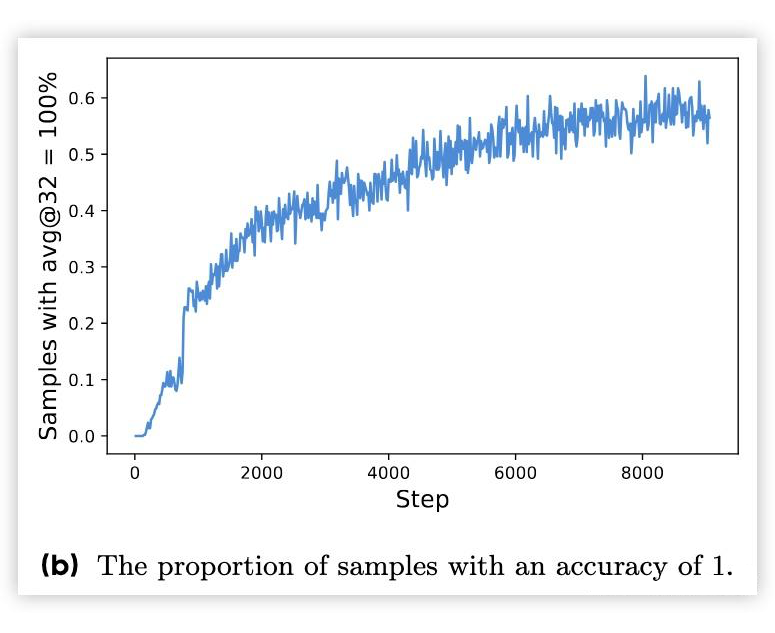 Samples with avg@32 = 100%
0.6
0.5
0.4
0.3
0.2
0.1
0.0
0 2000 4000 6000 8000
Step
(b) The proportion of samples with an accuracy of 1.